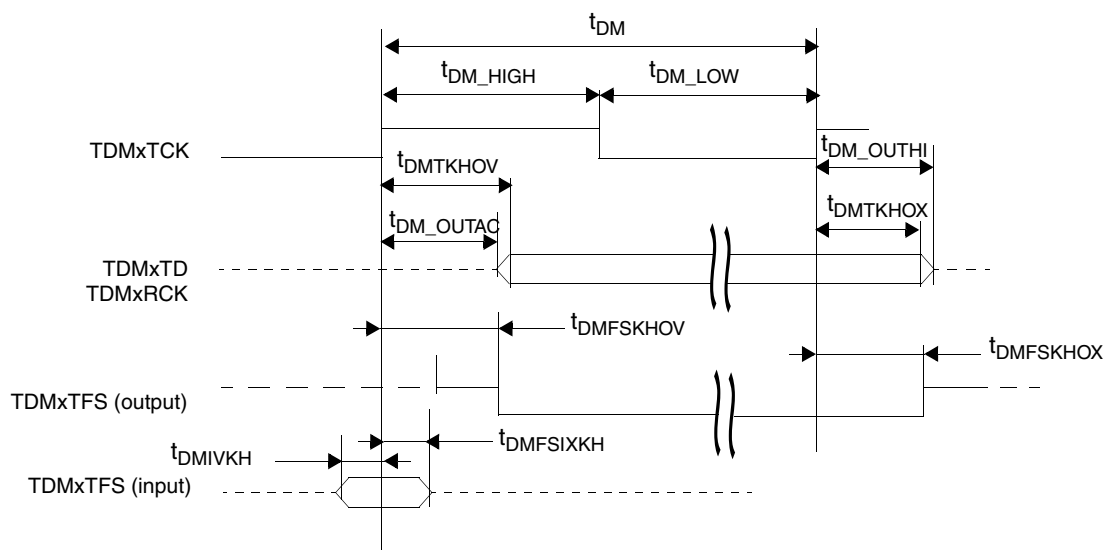 tDM
tDM_HIGH
tDM_LOW
TDMxTCK
tDMTKHOV
tDM_OUTHI
tDM_OUTAC
tDMTKHOX
TDMxTD
TDMxRCK
tDMFSKHOV
tDMFSKHOX
TDMxTFS (output)
tDMIVKH
tDMFSIXKH
TDMxTFS (input)